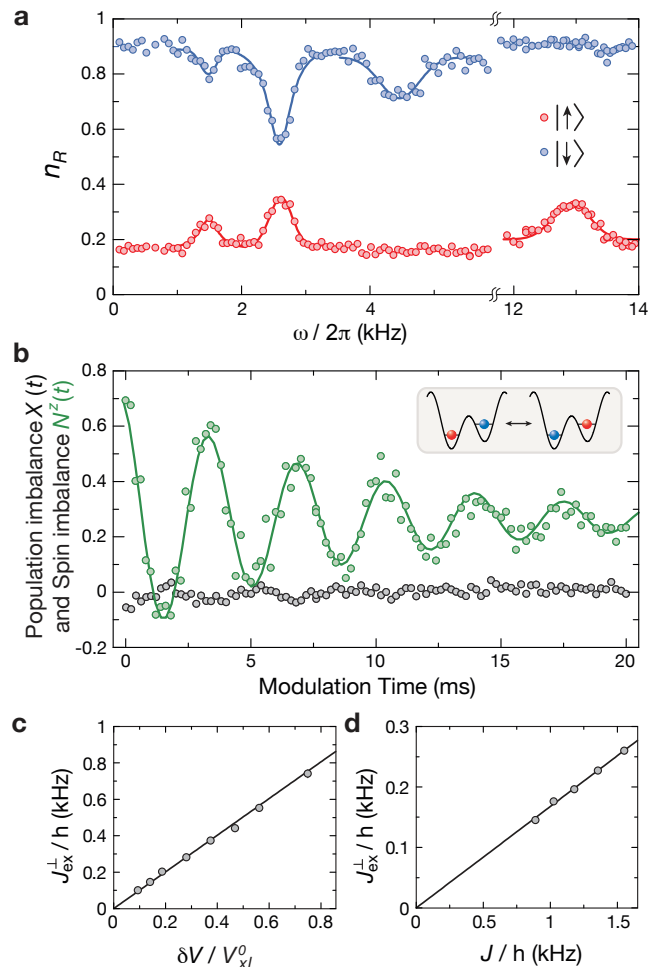 a
n_R
1
0.8
0.6
0.4
0.2
0
|↑⟩
|↓⟩
0 2 4 12 14
ω / 2π (kHz)
b
Population imbalance X (t)
and Spin imbalance N^z(t)
0.8
0.6
0.4
0.2
0
-0.2
0 5 10 15 20
Modulation Time (ms)
c
J_ex^⊥ / h (kHz)
1
0.8
0.6
0.4
0.2
0
0 0.2 0.4 0.6 0.8
δV / V_xl^0
d
J_ex^⊥ / h (kHz)
0.3
0.2
0.1
0
0 0.5 1 1.5
J / h (kHz)